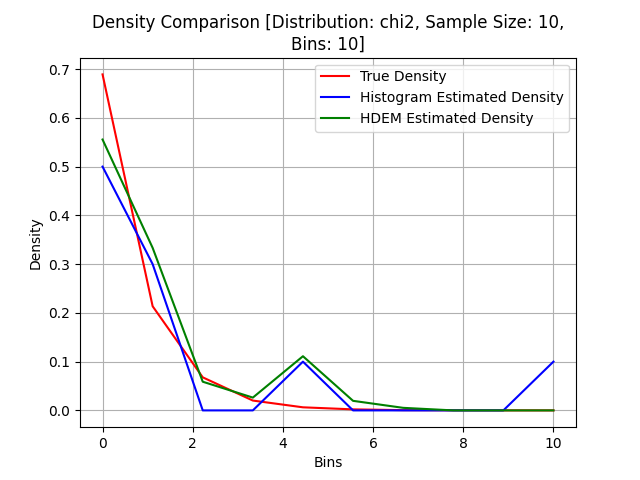 Density Comparison [Distribution: chi2, Sample Size: 10,
Bins: 10]
True Density
Histogram Estimated Density
HDEM Estimated Density
Density
0.7
0.6
0.5
0.4
0.3
0.2
0.1
0.0
0 2 4 6 8 10
Bins